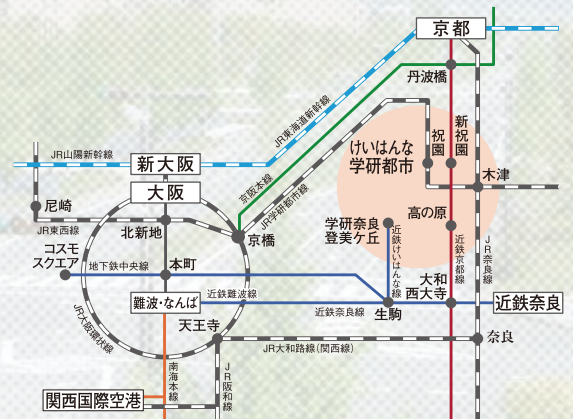 京都
丹波橋
JR東海道新幹線
新祝園
祝園
けいはんな
学研都市
JR山陽新幹線
新大阪
京阪本線
JR学研都市線
木津
大阪
尼崎
高の原
学研奈良
登美ケ丘
北新地
JR東西線
京橋
近鉄けいはんな線
近鉄京都線
JR奈良線
コスモ
スクエア
地下鉄中央線
本町
大和
西大寺
難波・なんば
近鉄難波線
近鉄奈良線
生駒
近鉄奈良
JR大阪環状線
天王寺
奈良
JR大和路線(関西線)
南海本線
JR阪和線
関西国際空港